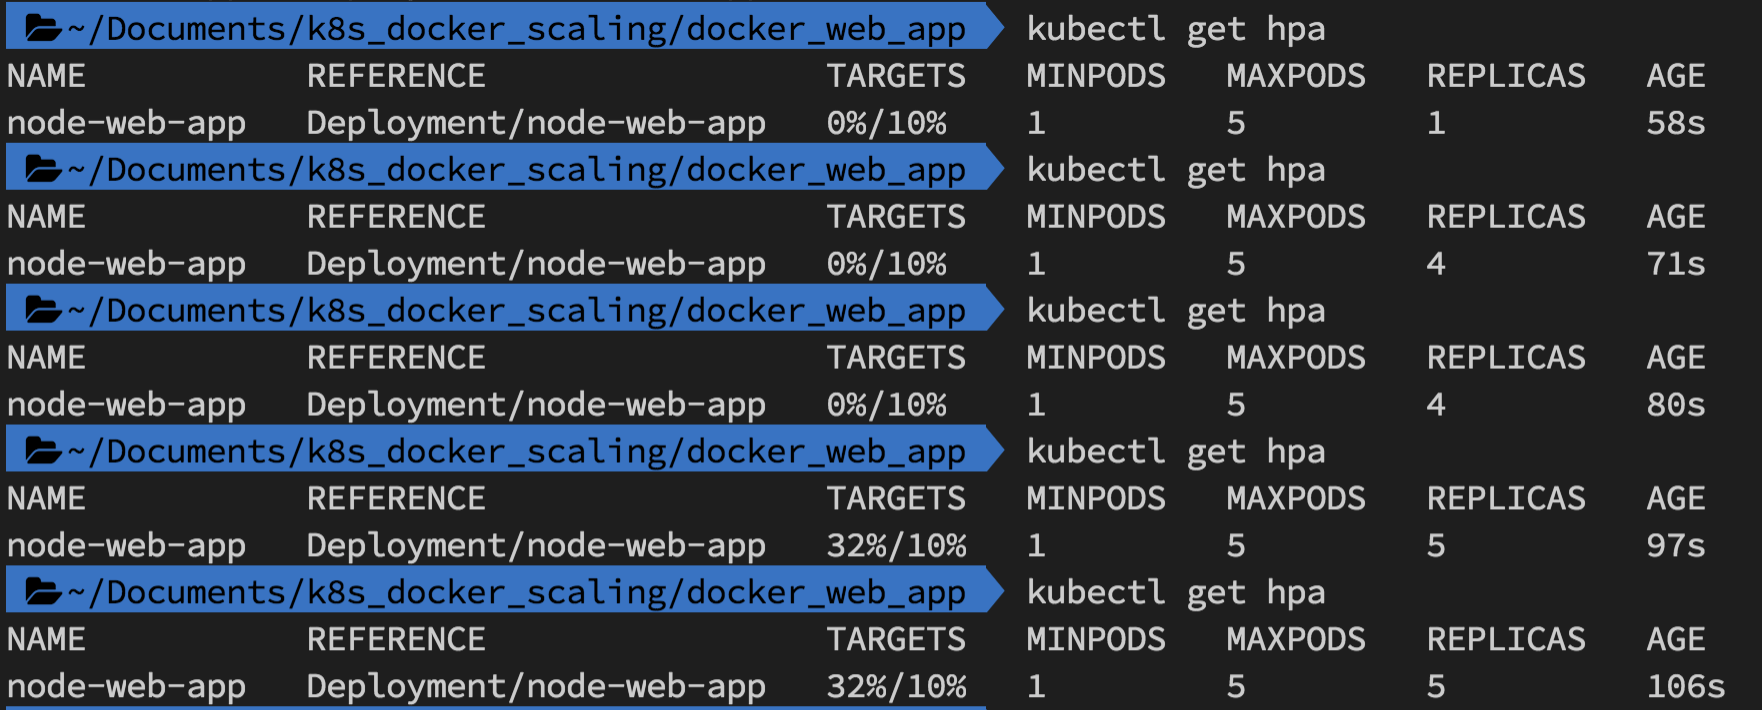 ~/Documents/k8s_docker_scaling/docker_web_app kubectl get hpa
NAME REFERENCE TARGETS MINPODS MAXPODS REPLICAS AGE
node-web-app Deployment/node-web-app 0%/10% 1 5 1 58s
~/Documents/k8s_docker_scaling/docker_web_app kubectl get hpa
NAME REFERENCE TARGETS MINPODS MAXPODS REPLICAS AGE
node-web-app Deployment/node-web-app 0%/10% 1 5 4 71s
~/Documents/k8s_docker_scaling/docker_web_app kubectl get hpa
NAME REFERENCE TARGETS MINPODS MAXPODS REPLICAS AGE
node-web-app Deployment/node-web-app 0%/10% 1 5 4 80s
~/Documents/k8s_docker_scaling/docker_web_app kubectl get hpa
NAME REFERENCE TARGETS MINPODS MAXPODS REPLICAS AGE
node-web-app Deployment/node-web-app 32%/10% 1 5 5 97s
~/Documents/k8s_docker_scaling/docker_web_app kubectl get hpa
NAME REFERENCE TARGETS MINPODS MAXPODS REPLICAS AGE
node-web-app Deployment/node-web-app 32%/10% 1 5 5 106s